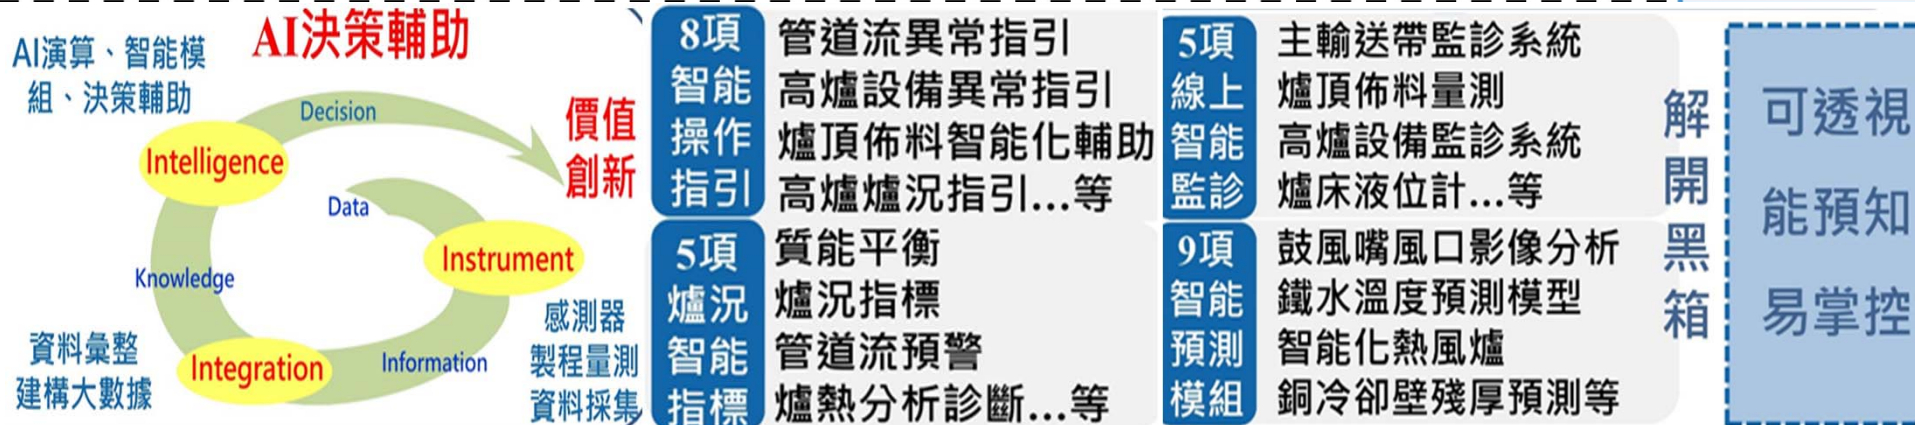 AI決策輔助
AI演算、智能模
組、決策輔助
Decision
價值
創新
Intelligence
Data
Instrument
Knowledge
感測器
製程量測
資料採集
資料彙整
建構大數據
Integration
Information
8項
智能
操作
指引
管道流異常指引
高爐設備異常指引
爐頂佈料智能化輔助
高爐爐況指引...等
5項
爐況
智能
指標
質能平衡
爐況指標
管道流預警
爐熱分析診斷...等
5項
線上
智能
監診
主輸送帶監診系統
爐頂佈料量測
高爐設備監診系統
爐床液位計...等
9項
智能
預測
模組
鼓風嘴風口影像分析
鐵水溫度預測模型
智能化熱風爐
銅冷卻壁殘厚預測等
解
開
黑
箱
可透視
能預知
易掌控